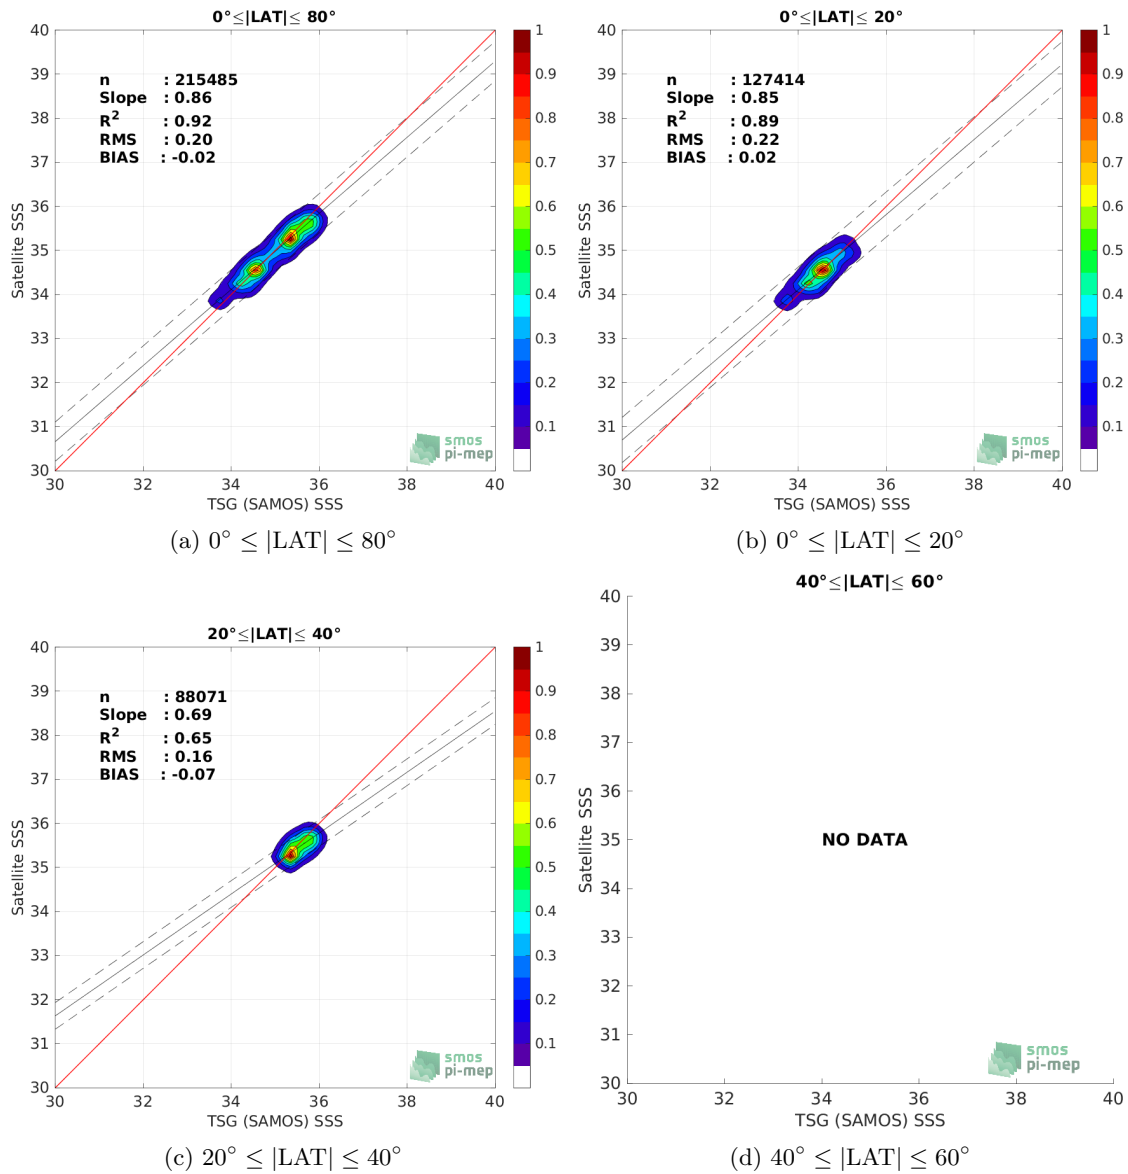 0°≤|LAT|≤ 80°
40
39
38
37
36
35
34
33
32
31
30
Satellite SSS
n : 215485
Slope : 0.86
R² : 0.92
RMS : 0.20
BIAS : -0.02
smos
pi-mep
30 32 34 36 38 40
TSG (SAMOS) SSS
1
0.9
0.8
0.7
0.6
0.5
0.4
0.3
0.2
0.1
(a) 0° ≤ |LAT| ≤ 80°
0°≤|LAT|≤ 20°
40
39
38
37
36
35
34
33
32
31
30
Satellite SSS
n : 127414
Slope : 0.85
R² : 0.89
RMS : 0.22
BIAS : 0.02
smos
pi-mep
30 32 34 36 38 40
TSG (SAMOS) SSS
1
0.9
0.8
0.7
0.6
0.5
0.4
0.3
0.2
0.1
(b) 0° ≤ |LAT| ≤ 20°
20°≤|LAT|≤ 40°
40
39
38
37
36
35
34
33
32
31
30
Satellite SSS
n : 88071
Slope : 0.69
R² : 0.65
RMS : 0.16
BIAS : -0.07
smos
pi-mep
30 32 34 36 38 40
TSG (SAMOS) SSS
1
0.9
0.8
0.7
0.6
0.5
0.4
0.3
0.2
0.1
(c) 20° ≤ |LAT| ≤ 40°
40°≤|LAT|≤ 60°
40
39
38
37
36
35
34
33
32
31
30
Satellite SSS
NO DATA
smos
pi-mep
30 32 34 36 38 40
TSG (SAMOS) SSS
(d) 40° ≤ |LAT| ≤ 60°